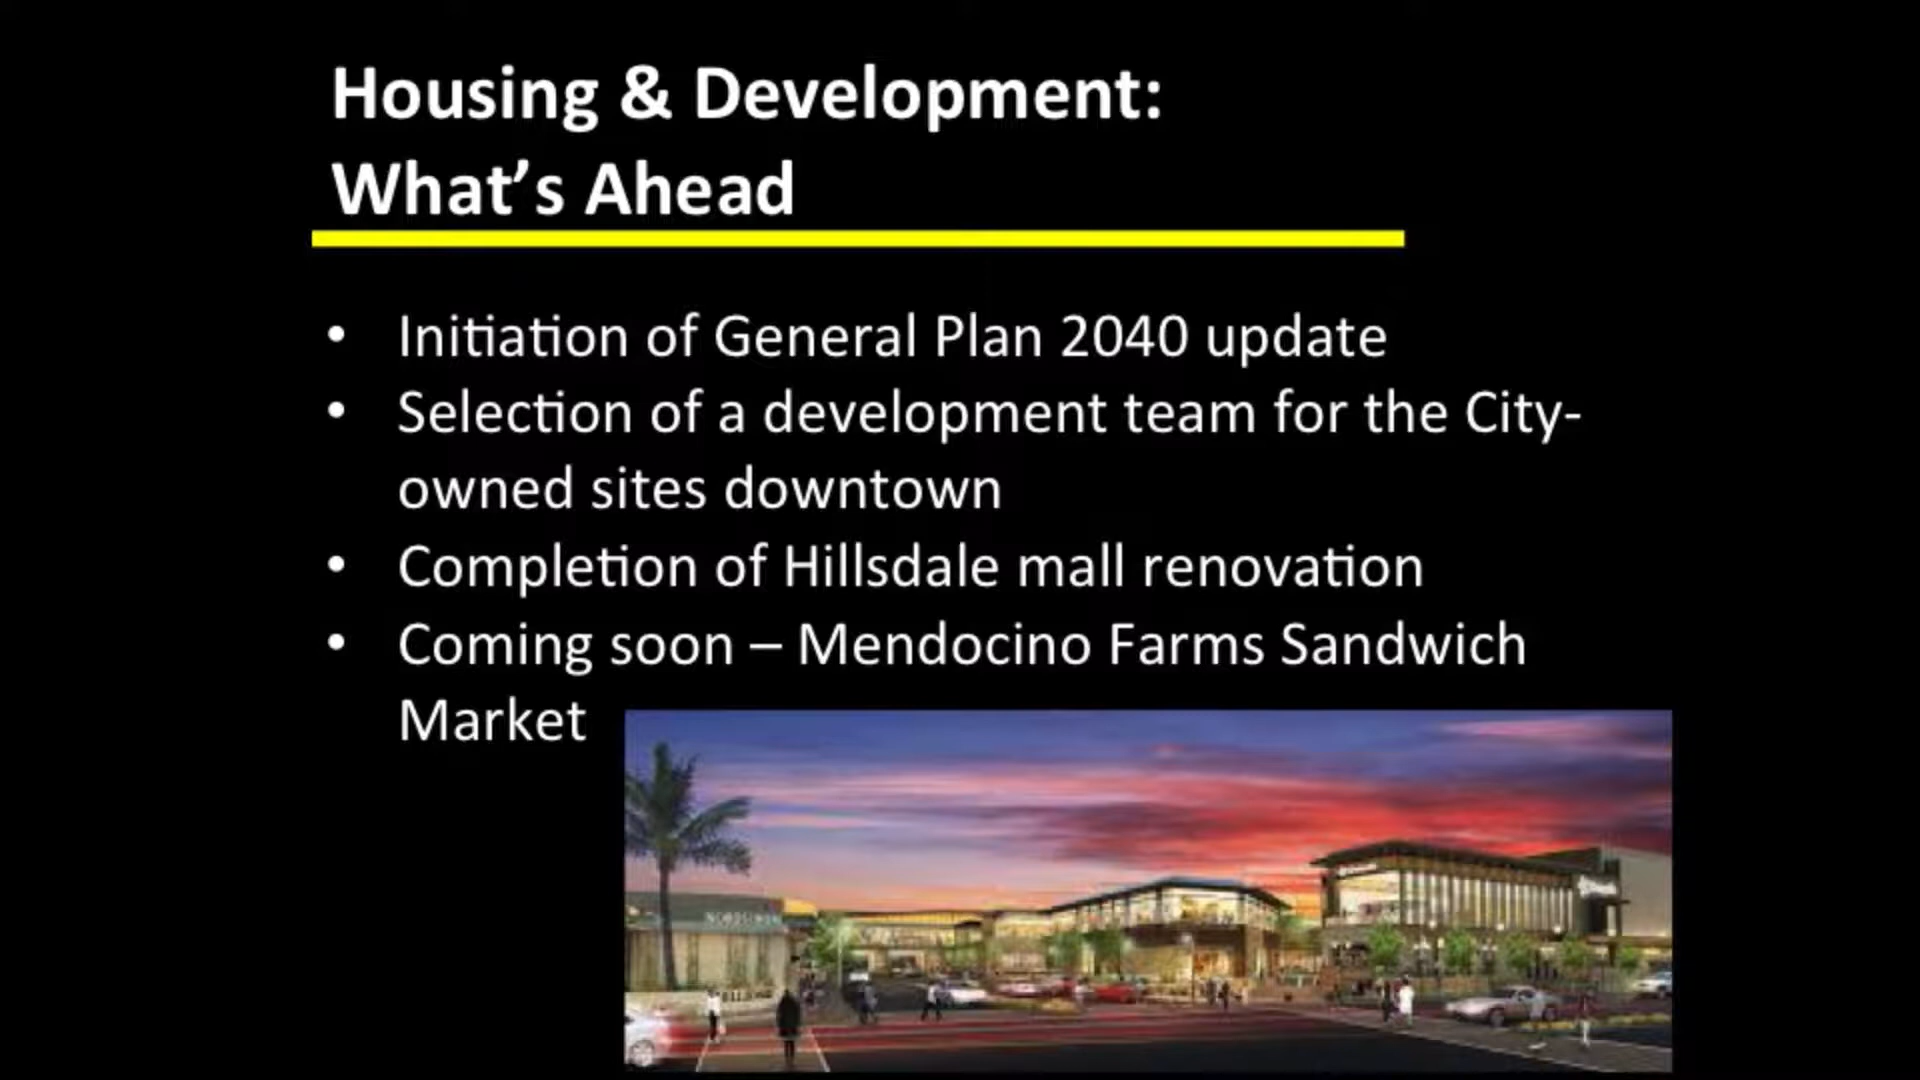 Housing & Development:
What’s Ahead
• Initiation of General Plan 2040 update
• Selection of a development team for the City-
owned sites downtown
• Completion of Hillsdale mall renovation
• Coming soon – Mendocino Farms Sandwich
Market
NORDSTROM